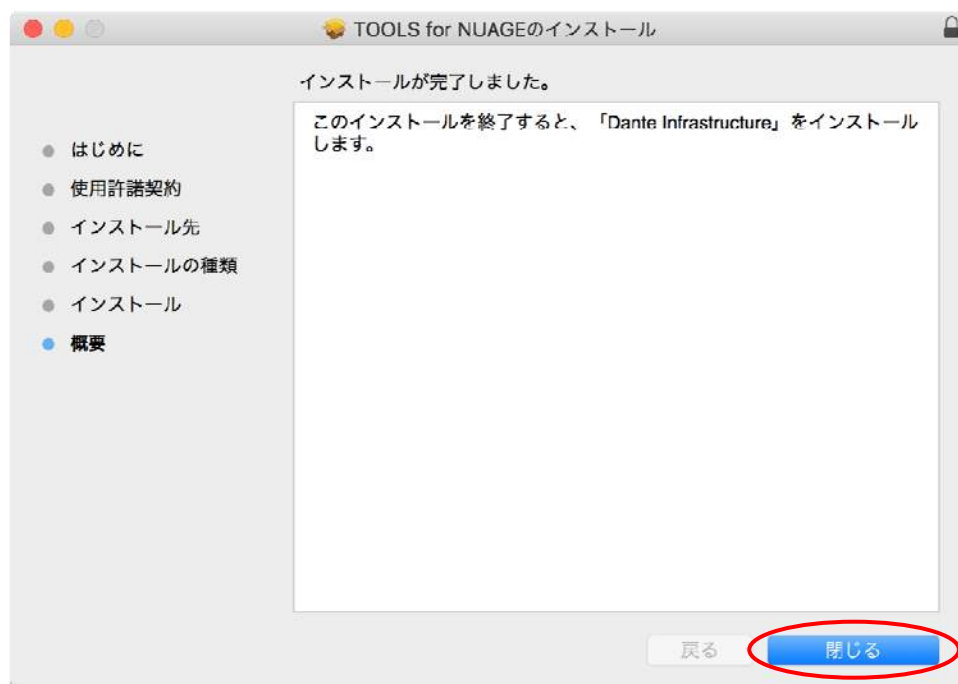 TOOLS for NUAGEのインストール
インストールが完了しました。
このインストールを終了すると、「Dante Infrastructure」をインストール
します。
はじめに
使用許諾契約
インストール先
インストールの種類
インストール
概要
戻る
閉じる